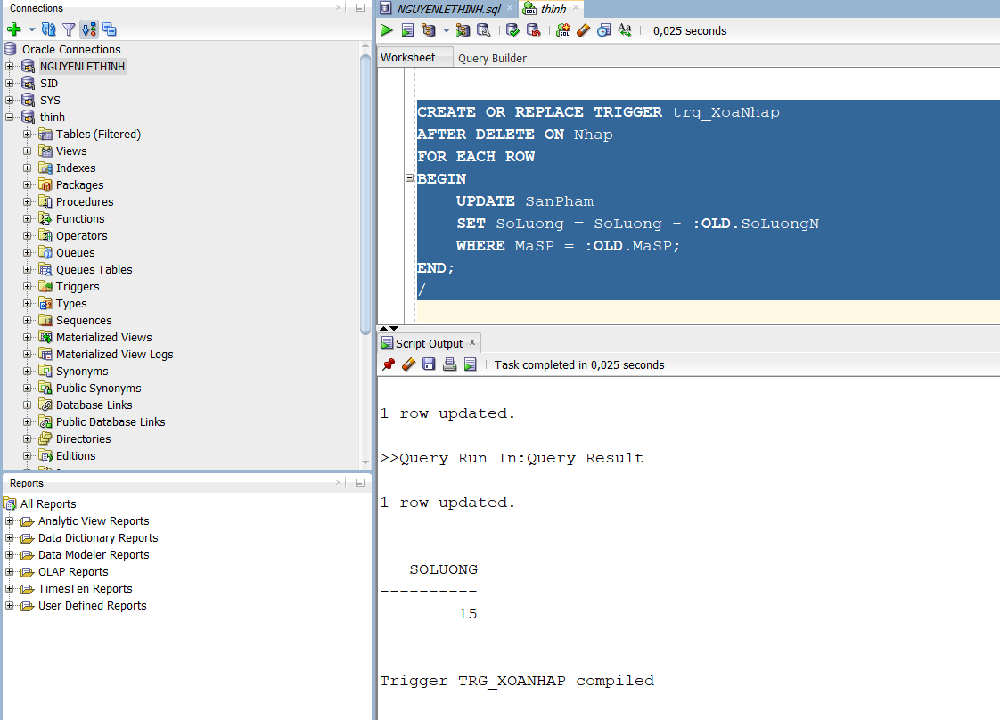 Connections
Oracle Connections
NGUYENLETHINH
SID
SYS
thinh
Tables (Filtered)
Views
Indexes
Packages
Procedures
Functions
Operators
Queues
Queues Tables
Triggers
Types
Sequences
Materialized Views
Materialized View Logs
Synonyms
Public Synonyms
Database Links
Public Database Links
Directories
Editions
Reports
All Reports
Analytic View Reports
Data Dictionary Reports
Data Modeler Reports
OLAP Reports
TimesTen Reports
User Defined Reports
NGUYENLETHINH.sql
thinh
0,025 seconds
Worksheet
Query Builder
CREATE OR REPLACE TRIGGER trg_XoaNhap
AFTER DELETE ON Nhap
FOR EACH ROW
BEGIN
    UPDATE SanPham
    SET SoLuong = SoLuong - :OLD.SoLuongN
    WHERE MaSP = :OLD.MaSP;
END;
/
Script Output
Task completed in 0,025 seconds
1 row updated.
>>Query Run In:Query Result
1 row updated.
SOLUONG
----------
15
Trigger TRG_XOANHAP compiled